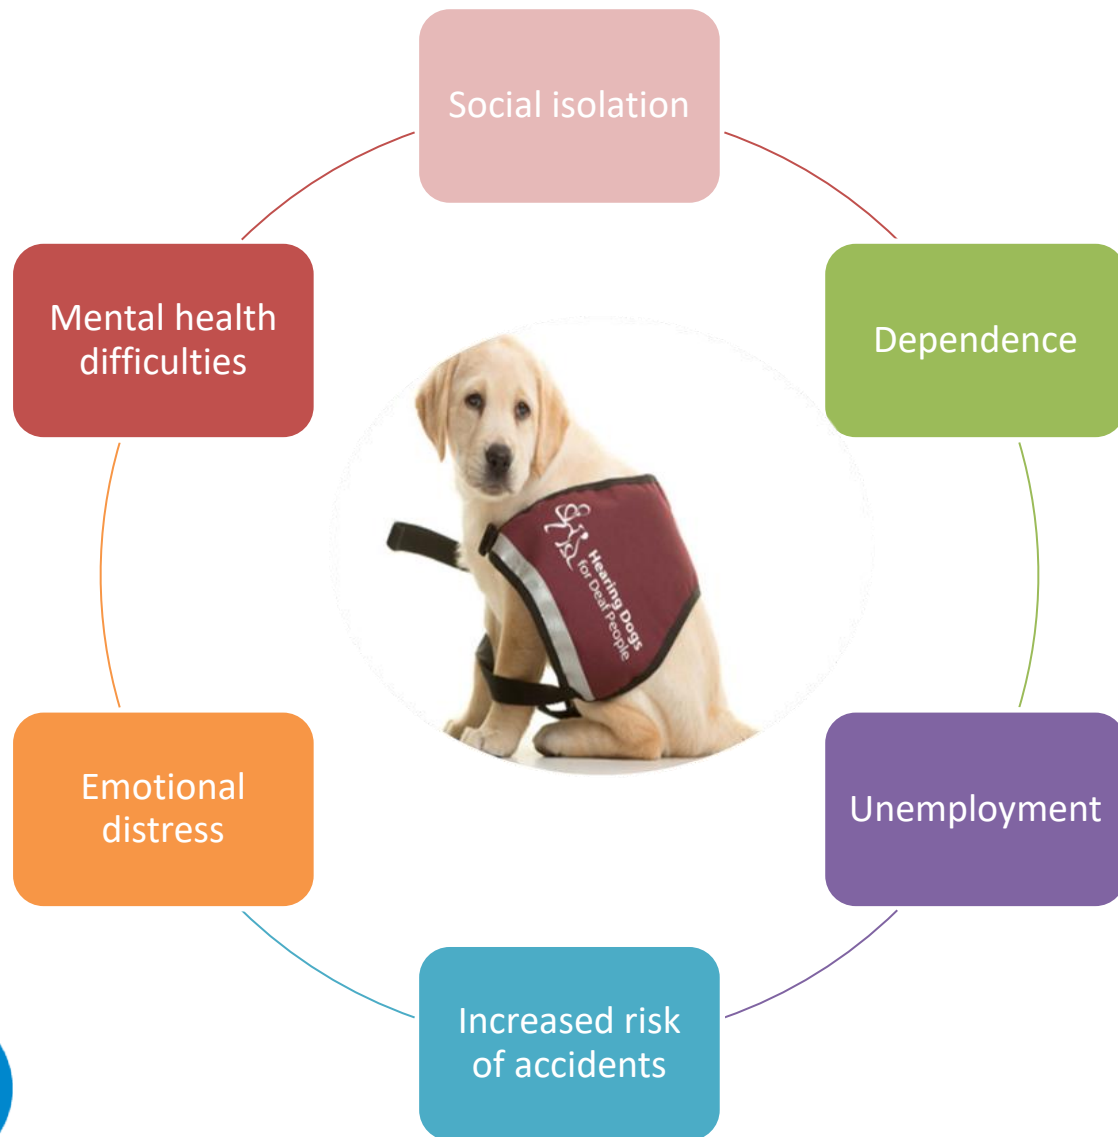 Social isolation
Mental health
difficulties
Dependence
Hearing Dogs
for Deaf People
Emotional
distress
Unemployment
Increased risk
of accidents